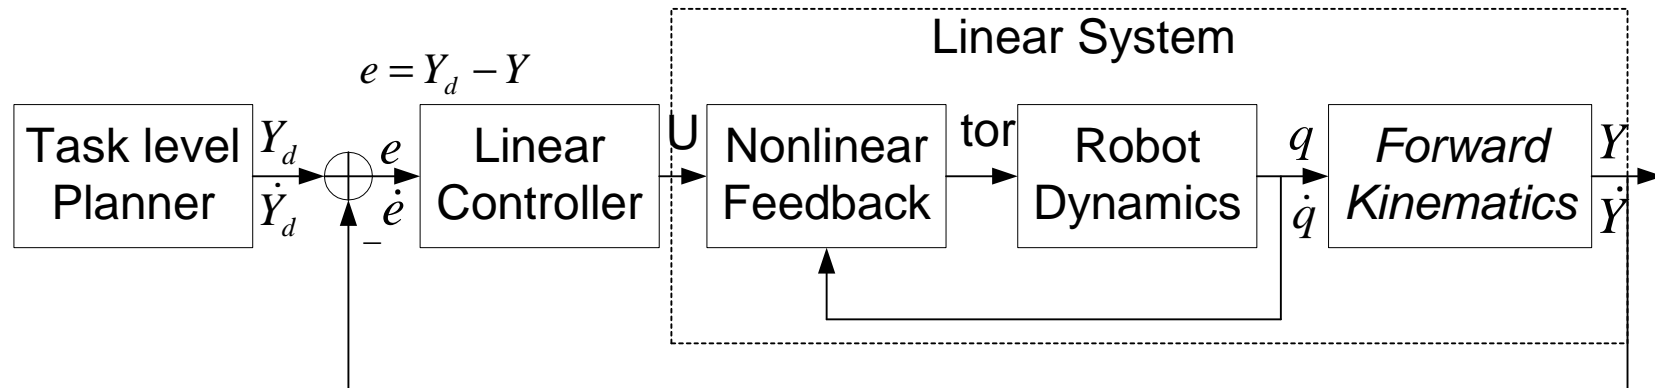 Linear System
e = Y_d − Y
Task level
Planner
Y_d
Ẏ_d
−
e
ė
Linear
Controller
U
Nonlinear
Feedback
tor
Robot
Dynamics
q
q̇
Forward
Kinematics
Y
Ẏ